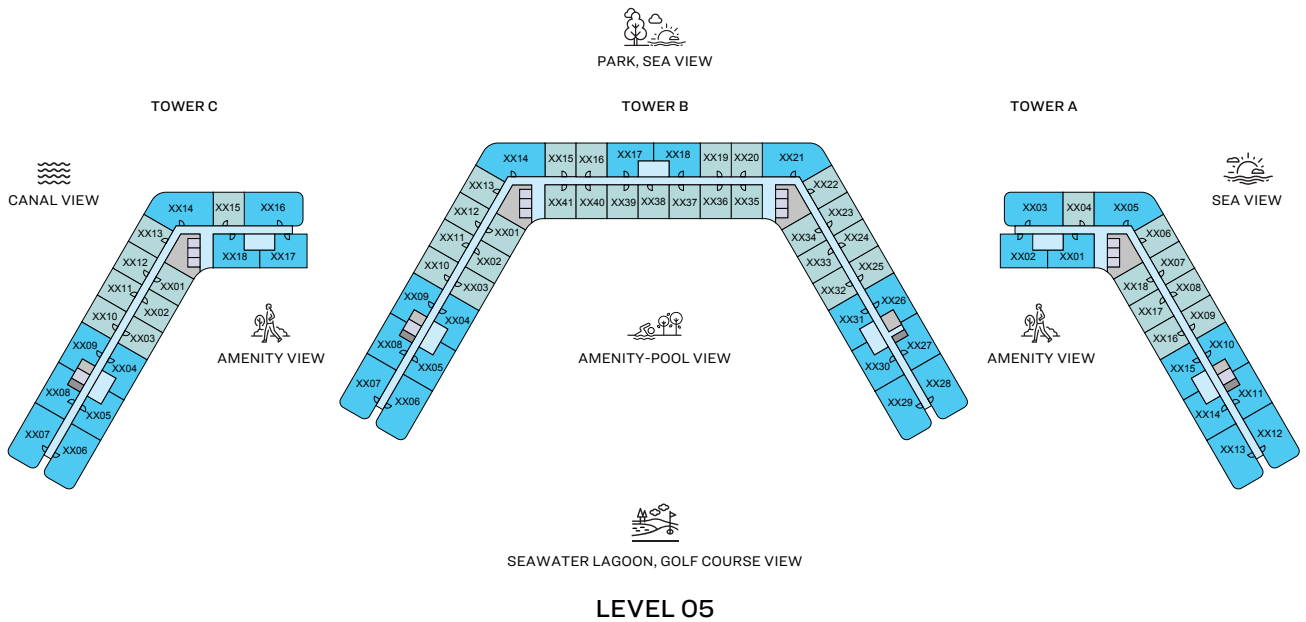 PARK, SEA VIEW
TOWER C
TOWER B
TOWER A
CANAL VIEW
SEA VIEW
XX14
XX15
XX16
XX13
XX12
XX11
XX10
XX09
XX08
XX07
XX18
XX17
XX01
XX02
XX03
XX04
XX05
XX06
XX14
XX15
XX16
XX17
XX18
XX19
XX20
XX21
XX13
XX12
XX11
XX10
XX09
XX08
XX07
XX41
XX40
XX39
XX38
XX37
XX36
XX35
XX01
XX02
XX03
XX04
XX05
XX06
XX22
XX23
XX24
XX25
XX26
XX27
XX28
XX34
XX33
XX32
XX31
XX30
XX29
XX03
XX04
XX05
XX02
XX01
XX06
XX07
XX08
XX09
XX10
XX11
XX12
XX18
XX17
XX16
XX15
XX14
XX13
AMENITY VIEW
AMENITY-POOL VIEW
AMENITY VIEW
SEAWATER LAGOON, GOLF COURSE VIEW
LEVEL 05